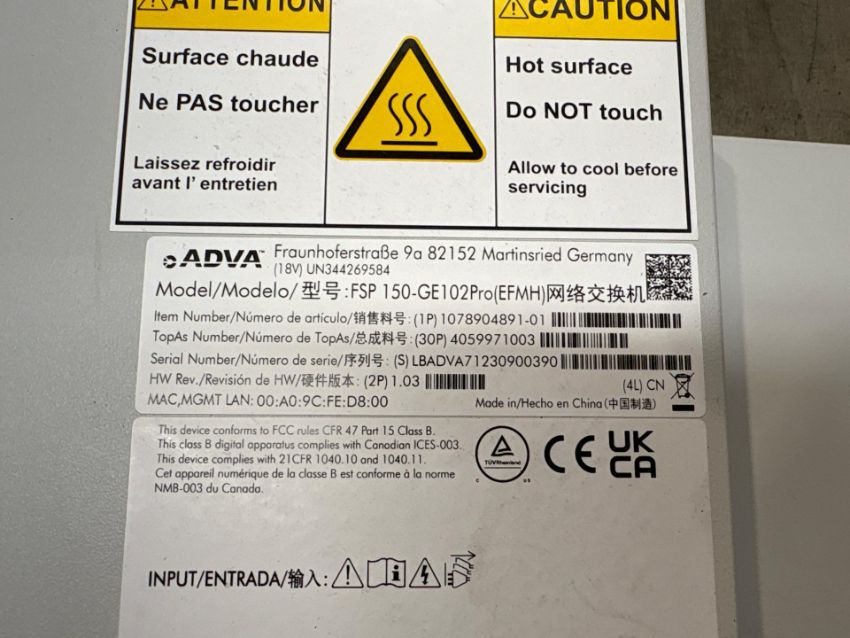 ⚠ATTENTION
⚠CAUTION
Surface chaude
Ne PAS toucher
Laissez refroidir
avant l' entretien
Hot surface
Do NOT touch
Allow to cool before
servicing
ADVA™ Fraunhoferstraße 9a 82152 Martinsried Germany
(18V) UN344269584
Model/Modelo/型号:FSP 150-GE102Pro(EFMH)网络交换机
Item Number/Número de artículo/销售料号: (1P) 1078904891-01
TopAs Number/Número de TopAs/总成料号: (30P) 4059971003
Serial Number/Número de serie/序列号: (S) LBADVA71230900390
HW Rev./Revisión de HW/硬件版本: (2P) 1.03
(4L) CN
MAC,MGMT LAN: 00:A0:9C:FE:D8:00
Made in/Hecho en China (中国制造)
This device conforms to FCC rules CFR 47 Part 15 Class B.
This class B digital apparatus complies with Canadian ICES-003.
This device complies with 21CFR 1040.10 and 1040.11.
Cet appareil numérique de la classe B est conforme à la norme
NMB-003 du Canada.
TÜVRheinland
C US
CE
UK
CA
INPUT/ENTRADA/输入: